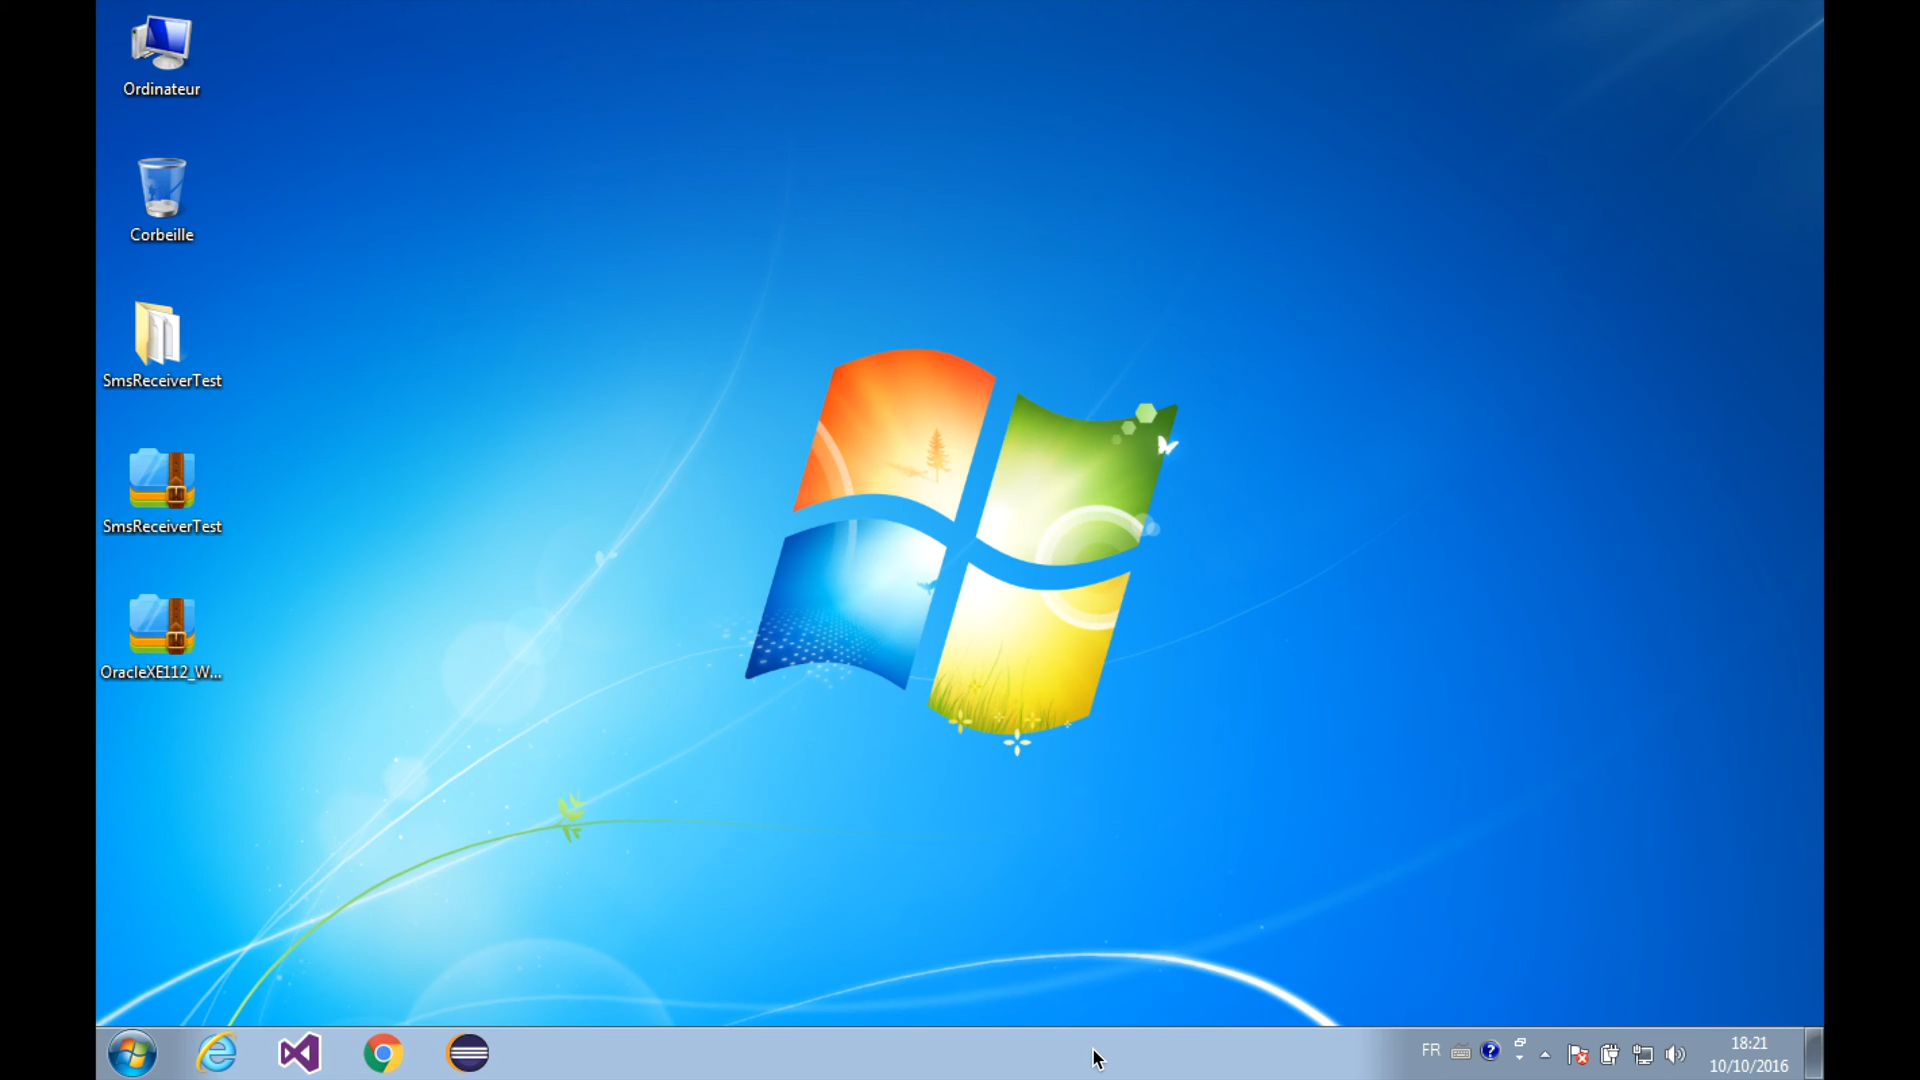 Ordinateur
Corbeille
SmsReceiverTest
SmsReceiverTest
OracleXE112_W...
FR
18:21
10/10/2016